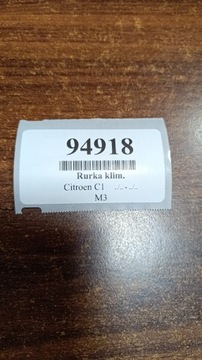 94918
Rurka klim.
Citroen C1 ../.. - ../..
M3